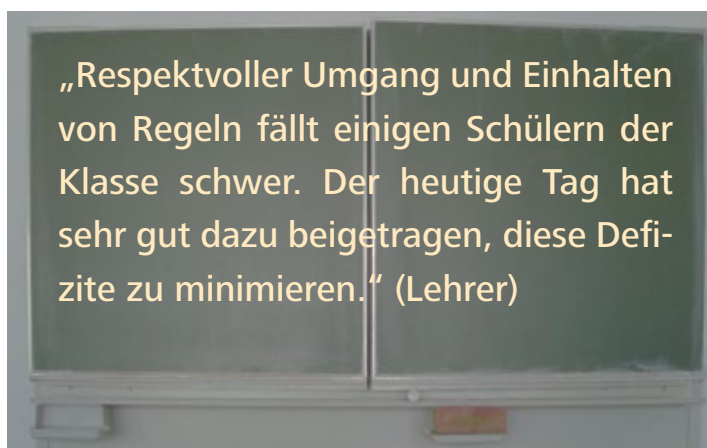 „Respektvoller Umgang und Einhalten
von Regeln fällt einigen Schülern der
Klasse schwer. Der heutige Tag hat
sehr gut dazu beigetragen, diese Defi-
zite zu minimieren.“ (Lehrer)